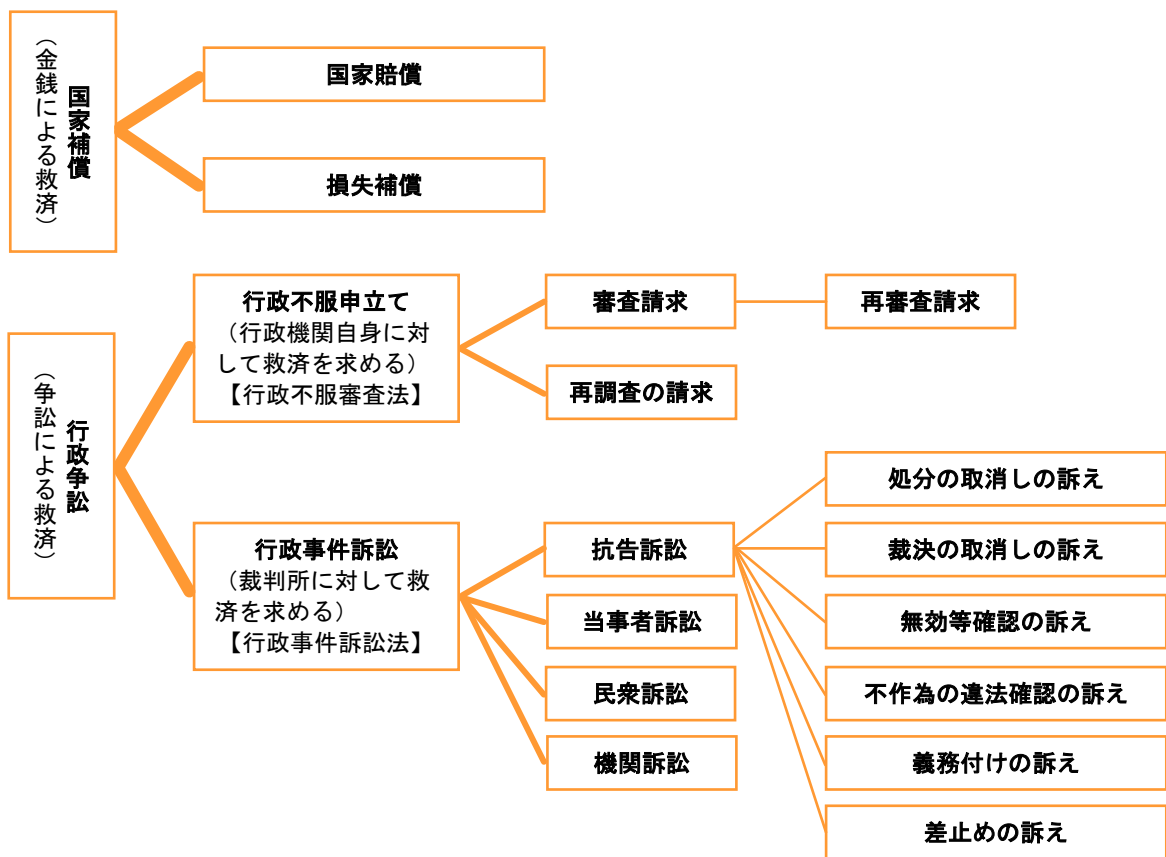 国家補償
（金銭による救済）
国家賠償
損失補償
行政争訟
（争訟による救済）
行政不服申立て
（行政機関自身に対
して救済を求める）
【行政不服審査法】
審査請求
再審査請求
再調査の請求
行政事件訴訟
（裁判所に対して救
済を求める）
【行政事件訴訟法】
抗告訴訟
当事者訴訟
民衆訴訟
機関訴訟
処分の取消しの訴え
裁決の取消しの訴え
無効等確認の訴え
不作為の違法確認の訴え
義務付けの訴え
差止めの訴え